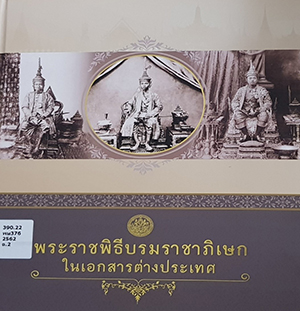 390.22
พ376
2562
ฉ.2
พระราชพิธีบรมราชาภิเษก
ในเอกสารต่างประเทศ